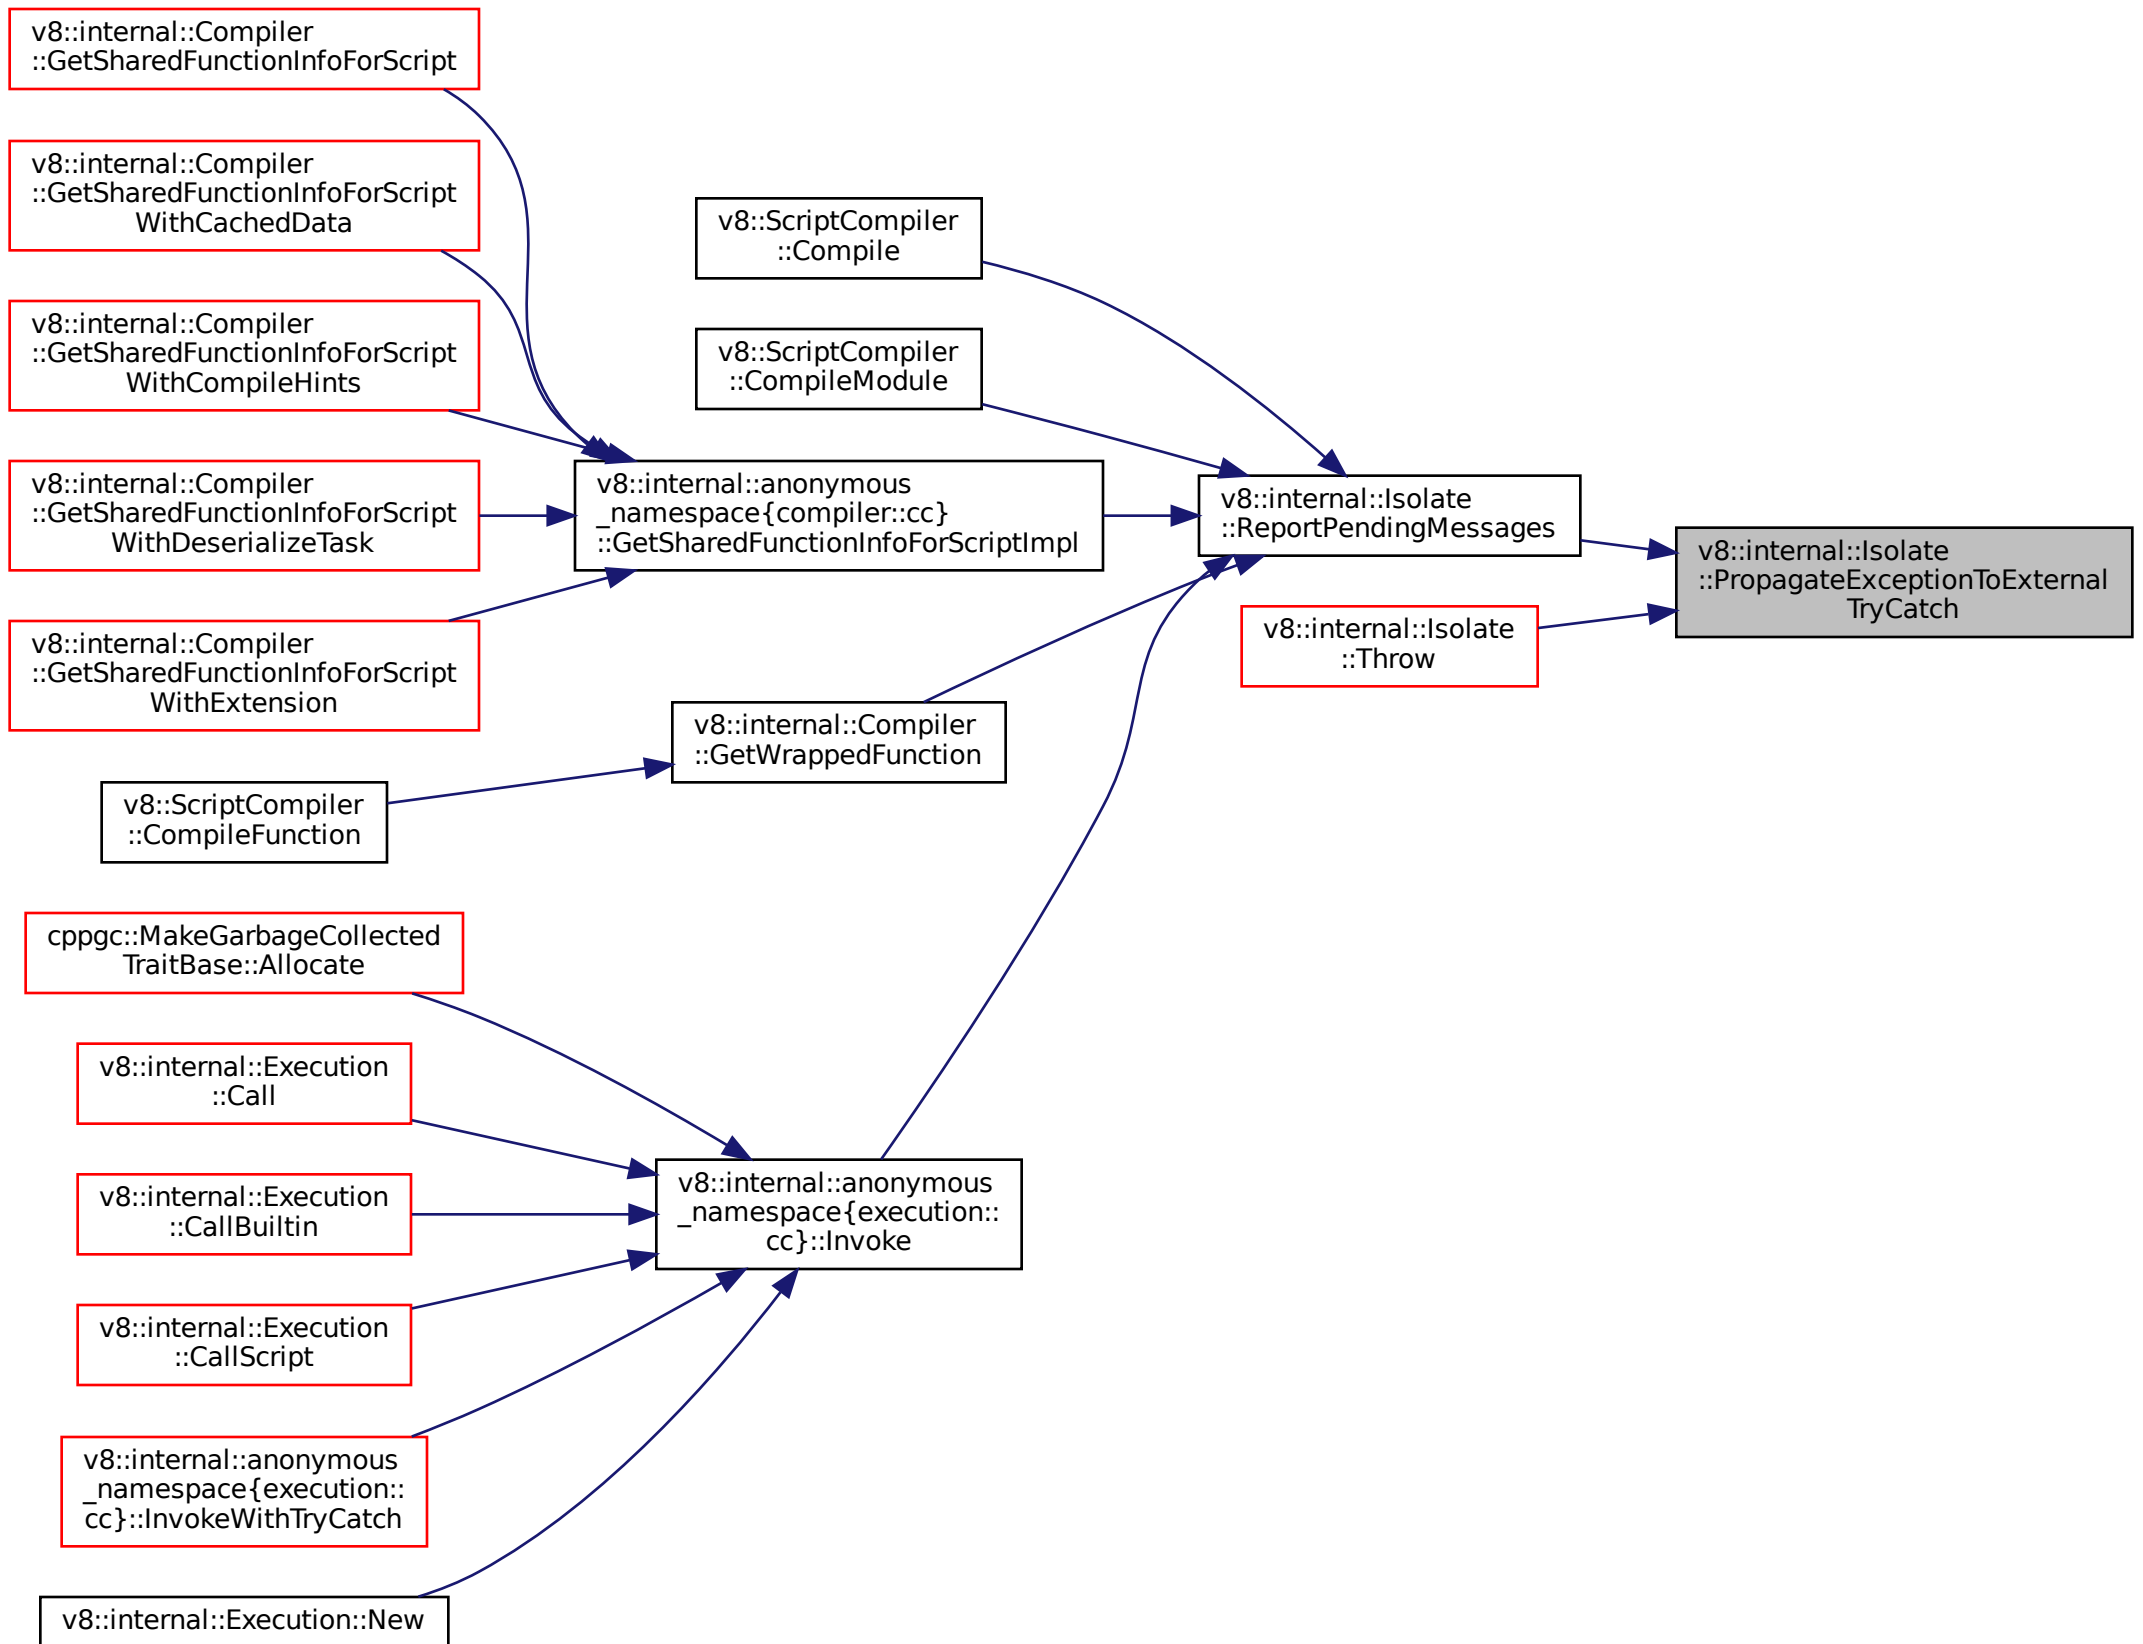 v8::internal::Compiler
::GetSharedFunctionInfoForScript
v8::internal::Compiler
::GetSharedFunctionInfoForScript
WithCachedData
v8::internal::Compiler
::GetSharedFunctionInfoForScript
WithCompileHints
v8::internal::Compiler
::GetSharedFunctionInfoForScript
WithDeserializeTask
v8::internal::Compiler
::GetSharedFunctionInfoForScript
WithExtension
v8::ScriptCompiler
::CompileFunction
cppgc::MakeGarbageCollected
TraitBase::Allocate
v8::internal::Execution
::Call
v8::internal::Execution
::CallBuiltin
v8::internal::Execution
::CallScript
v8::internal::anonymous
_namespace{execution::
cc}::InvokeWithTryCatch
v8::internal::Execution::New
v8::ScriptCompiler
::Compile
v8::ScriptCompiler
::CompileModule
v8::internal::anonymous
_namespace{compiler::cc}
::GetSharedFunctionInfoForScriptImpl
v8::internal::Compiler
::GetWrappedFunction
v8::internal::anonymous
_namespace{execution::
cc}::Invoke
v8::internal::Isolate
::ReportPendingMessages
v8::internal::Isolate
::Throw
v8::internal::Isolate
::PropagateExceptionToExternal
TryCatch